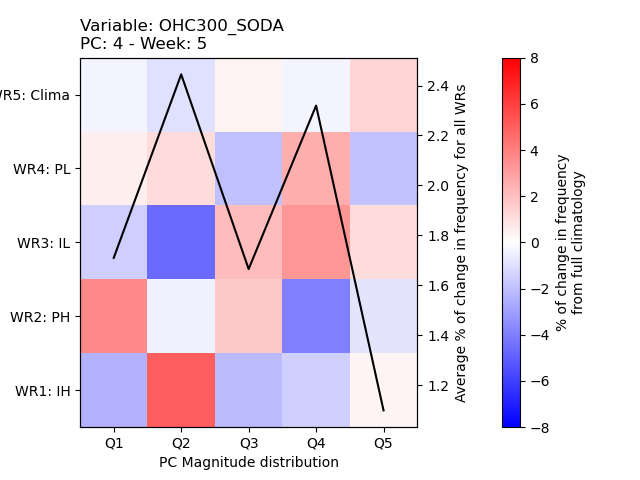 Variable: OHC300_SODA
PC: 4 - Week: 5
WR5: Clima
WR4: PL
WR3: IL
WR2: PH
WR1: IH
Q1 Q2 Q3 Q4 Q5
PC Magnitude distribution
2.4
2.2
2.0
1.8
1.6
1.4
1.2
Average % of change in frequency for all WRs
8
6
4
2
0
−2
−4
−6
−8
% of change in frequency
from full climatology